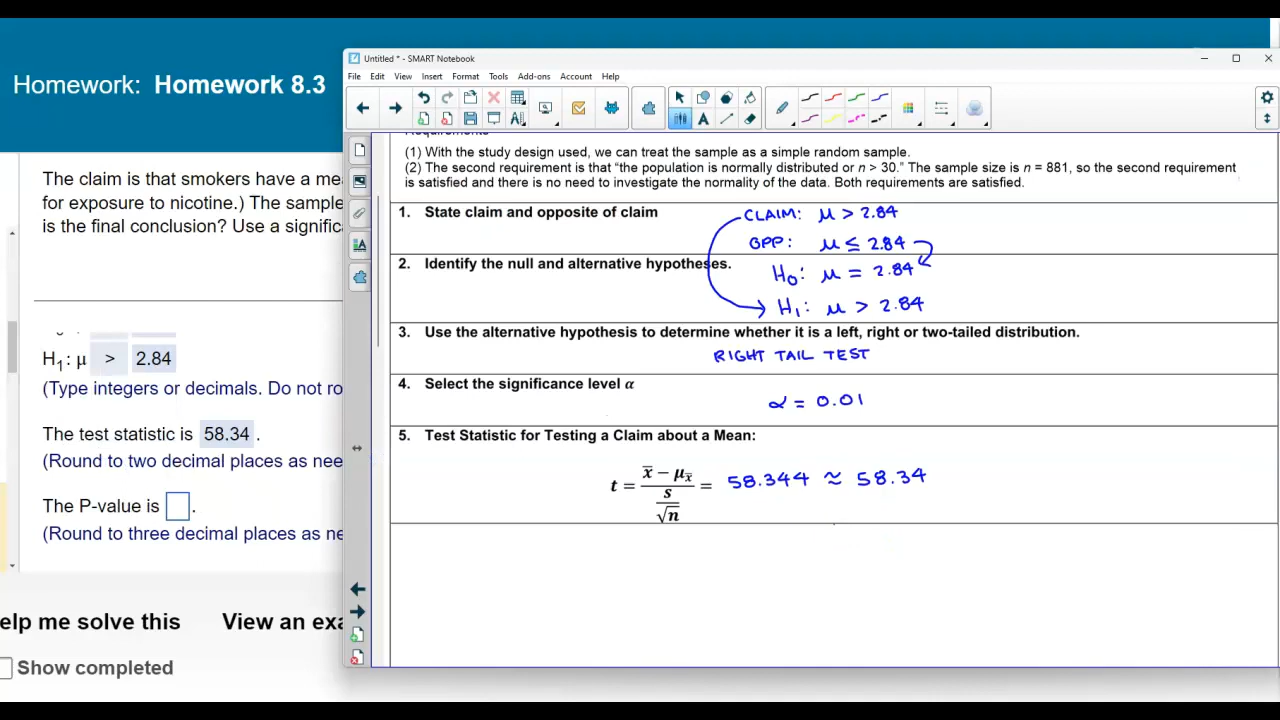 Homework: Homework 8.3
The claim is that smokers have a me
for exposure to nicotine.) The sample
is the final conclusion? Use a signific
H1: μ > 2.84
(Type integers or decimals. Do not ro
The test statistic is 58.34.
(Round to two decimal places as nee
The P-value is
(Round to three decimal places as ne
elp me solve this View an exa
Show completed
Untitled * - SMART Notebook
File Edit View Insert Format Tools Add-ons Account Help
Requirements
(1) With the study design used, we can treat the sample as a simple random sample.
(2) The second requirement is that “the population is normally distributed or n > 30.” The sample size is n = 881, so the second requirement
is satisfied and there is no need to investigate the normality of the data. Both requirements are satisfied.
1. State claim and opposite of claim
CLAIM: μ > 2.84
OPP: μ ≤ 2.84
2. Identify the null and alternative hypotheses.
H0: μ = 2.84
H1: μ > 2.84
3. Use the alternative hypothesis to determine whether it is a left, right or two-tailed distribution.
RIGHT TAIL TEST
4. Select the significance level α
α = 0.01
5. Test Statistic for Testing a Claim about a Mean:
t = (x̄ − μx̄) / (s / √n) = 58.344 ≈ 58.34